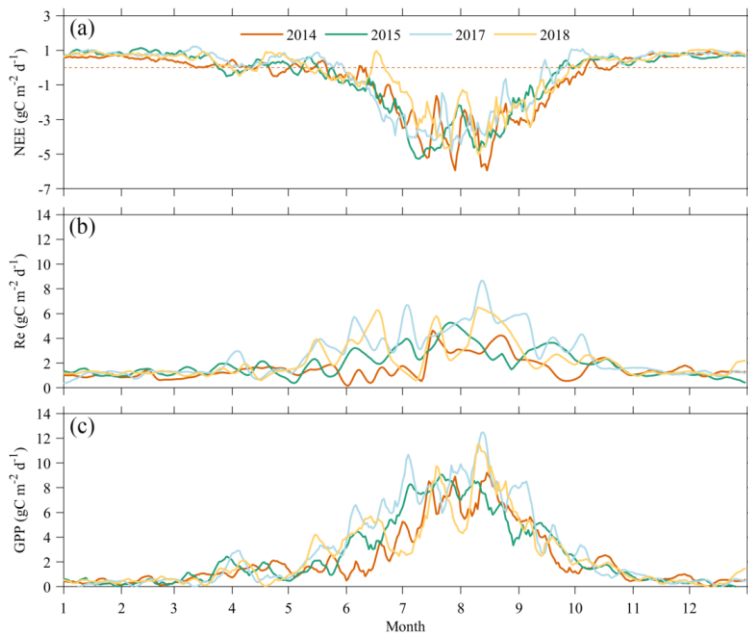 (a)
2014 2015 2017 2018
NEE (gC m⁻² d⁻¹)
3
1
-1
-3
-5
-7
(b)
Re (gC m⁻² d⁻¹)
14
12
10
8
6
4
2
0
(c)
GPP (gC m⁻² d⁻¹)
14
12
10
8
6
4
2
0
1 2 3 4 5 6 7 8 9 10 11 12
Month